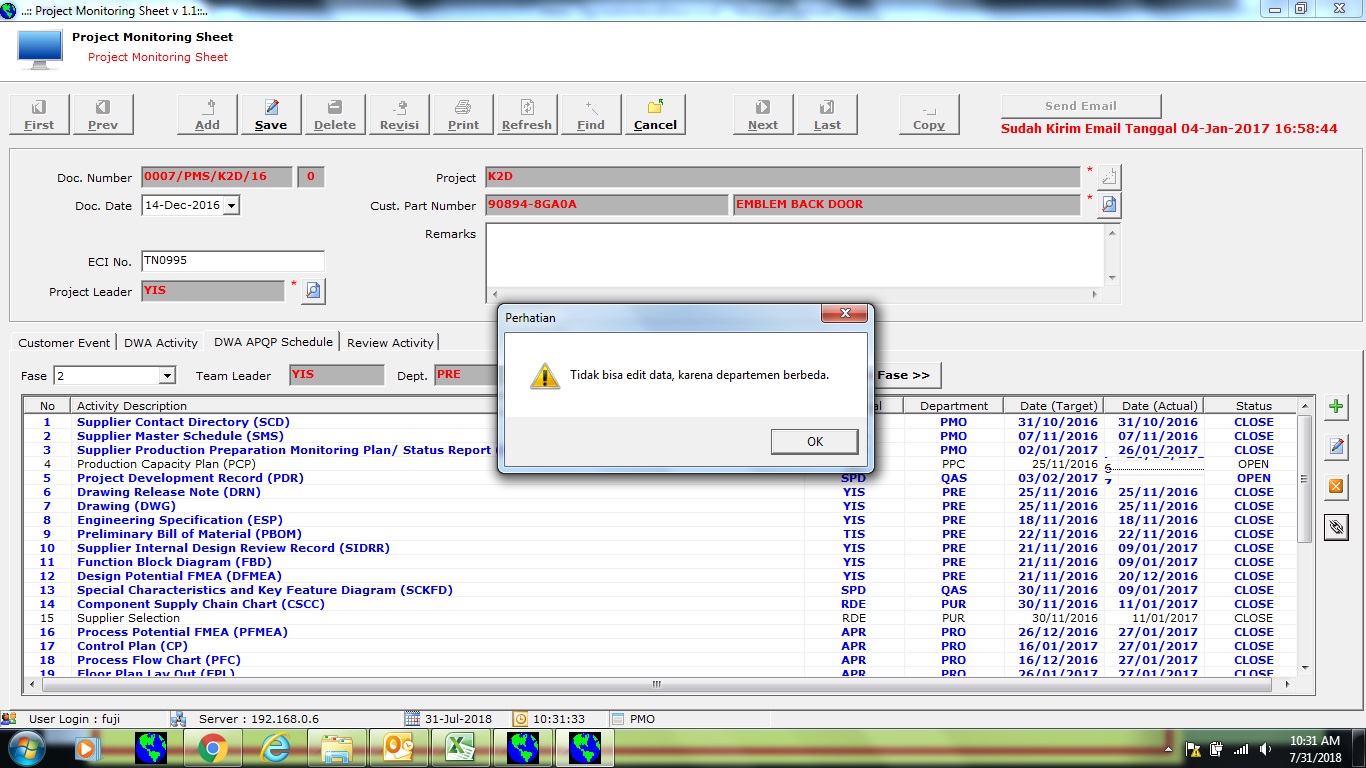 ..:: Project Monitoring Sheet v 1.1::..
Project Monitoring Sheet
Project Monitoring Sheet
First Prev Add Save Delete Revisi Print Refresh Find Cancel Next Last Copy Send Email
Sudah Kirim Email Tanggal 04-Jan-2017 16:58:44
Doc. Number 0007/PMS/K2D/16 0 Project K2D *
Doc. Date 14-Dec-2016 Cust. Part Number 90894-8GA0A EMBLEM BACK DOOR *
Remarks
ECI No. TN0995
Project Leader YIS *
Perhatian
Tidak bisa edit data, karena departemen berbeda.
OK
Customer Event DWA Activity DWA APQP Schedule Review Activity
Fase 2 Team Leader YIS Dept. PRE Fase >>
No Activity Description Department Date (Target) Date (Actual) Status
1 Supplier Contact Directory (SCD) PMO 31/10/2016 31/10/2016 CLOSE
2 Supplier Master Schedule (SMS) PMO 07/11/2016 07/11/2016 CLOSE
3 Supplier Production Preparation Monitoring Plan/ Status Report PMO 02/01/2017 26/01/2017 CLOSE
4 Production Capacity Plan (PCP) PPC 25/11/2016 OPEN
5 Project Development Record (PDR) SPD QAS 03/02/2017 OPEN
6 Drawing Release Note (DRN) YIS PRE 25/11/2016 25/11/2016 CLOSE
7 Drawing (DWG) YIS PRE 25/11/2016 25/11/2016 CLOSE
8 Engineering Specification (ESP) YIS PRE 18/11/2016 18/11/2016 CLOSE
9 Preliminary Bill of Material (PBOM) TIS PRE 22/11/2016 22/11/2016 CLOSE
10 Supplier Internal Design Review Record (SIDRR) YIS PRE 21/11/2016 09/01/2017 CLOSE
11 Function Block Diagram (FBD) YIS PRE 21/11/2016 09/01/2017 CLOSE
12 Design Potential FMEA (DFMEA) YIS PRE 21/11/2016 20/12/2016 CLOSE
13 Special Characteristics and Key Feature Diagram (SCKFD) SPD QAS 30/11/2016 09/01/2017 CLOSE
14 Component Supply Chain Chart (CSCC) RDE PUR 30/11/2016 11/01/2017 CLOSE
15 Supplier Selection RDE PUR 30/11/2016 11/01/2017 CLOSE
16 Process Potential FMEA (PFMEA) APR PRO 26/12/2016 27/01/2017 CLOSE
17 Control Plan (CP) APR PRO 16/01/2017 27/01/2017 CLOSE
18 Process Flow Chart (PFC) APR PRO 16/12/2016 27/01/2017 CLOSE
19 Floor Plan Lay Out (FPL) APR PRO 26/01/2017 27/01/2017 CLOSE
User Login : fuji Server : 192.168.0.6 31-Jul-2018 10:31:33 PMO
10:31 AM
7/31/2018